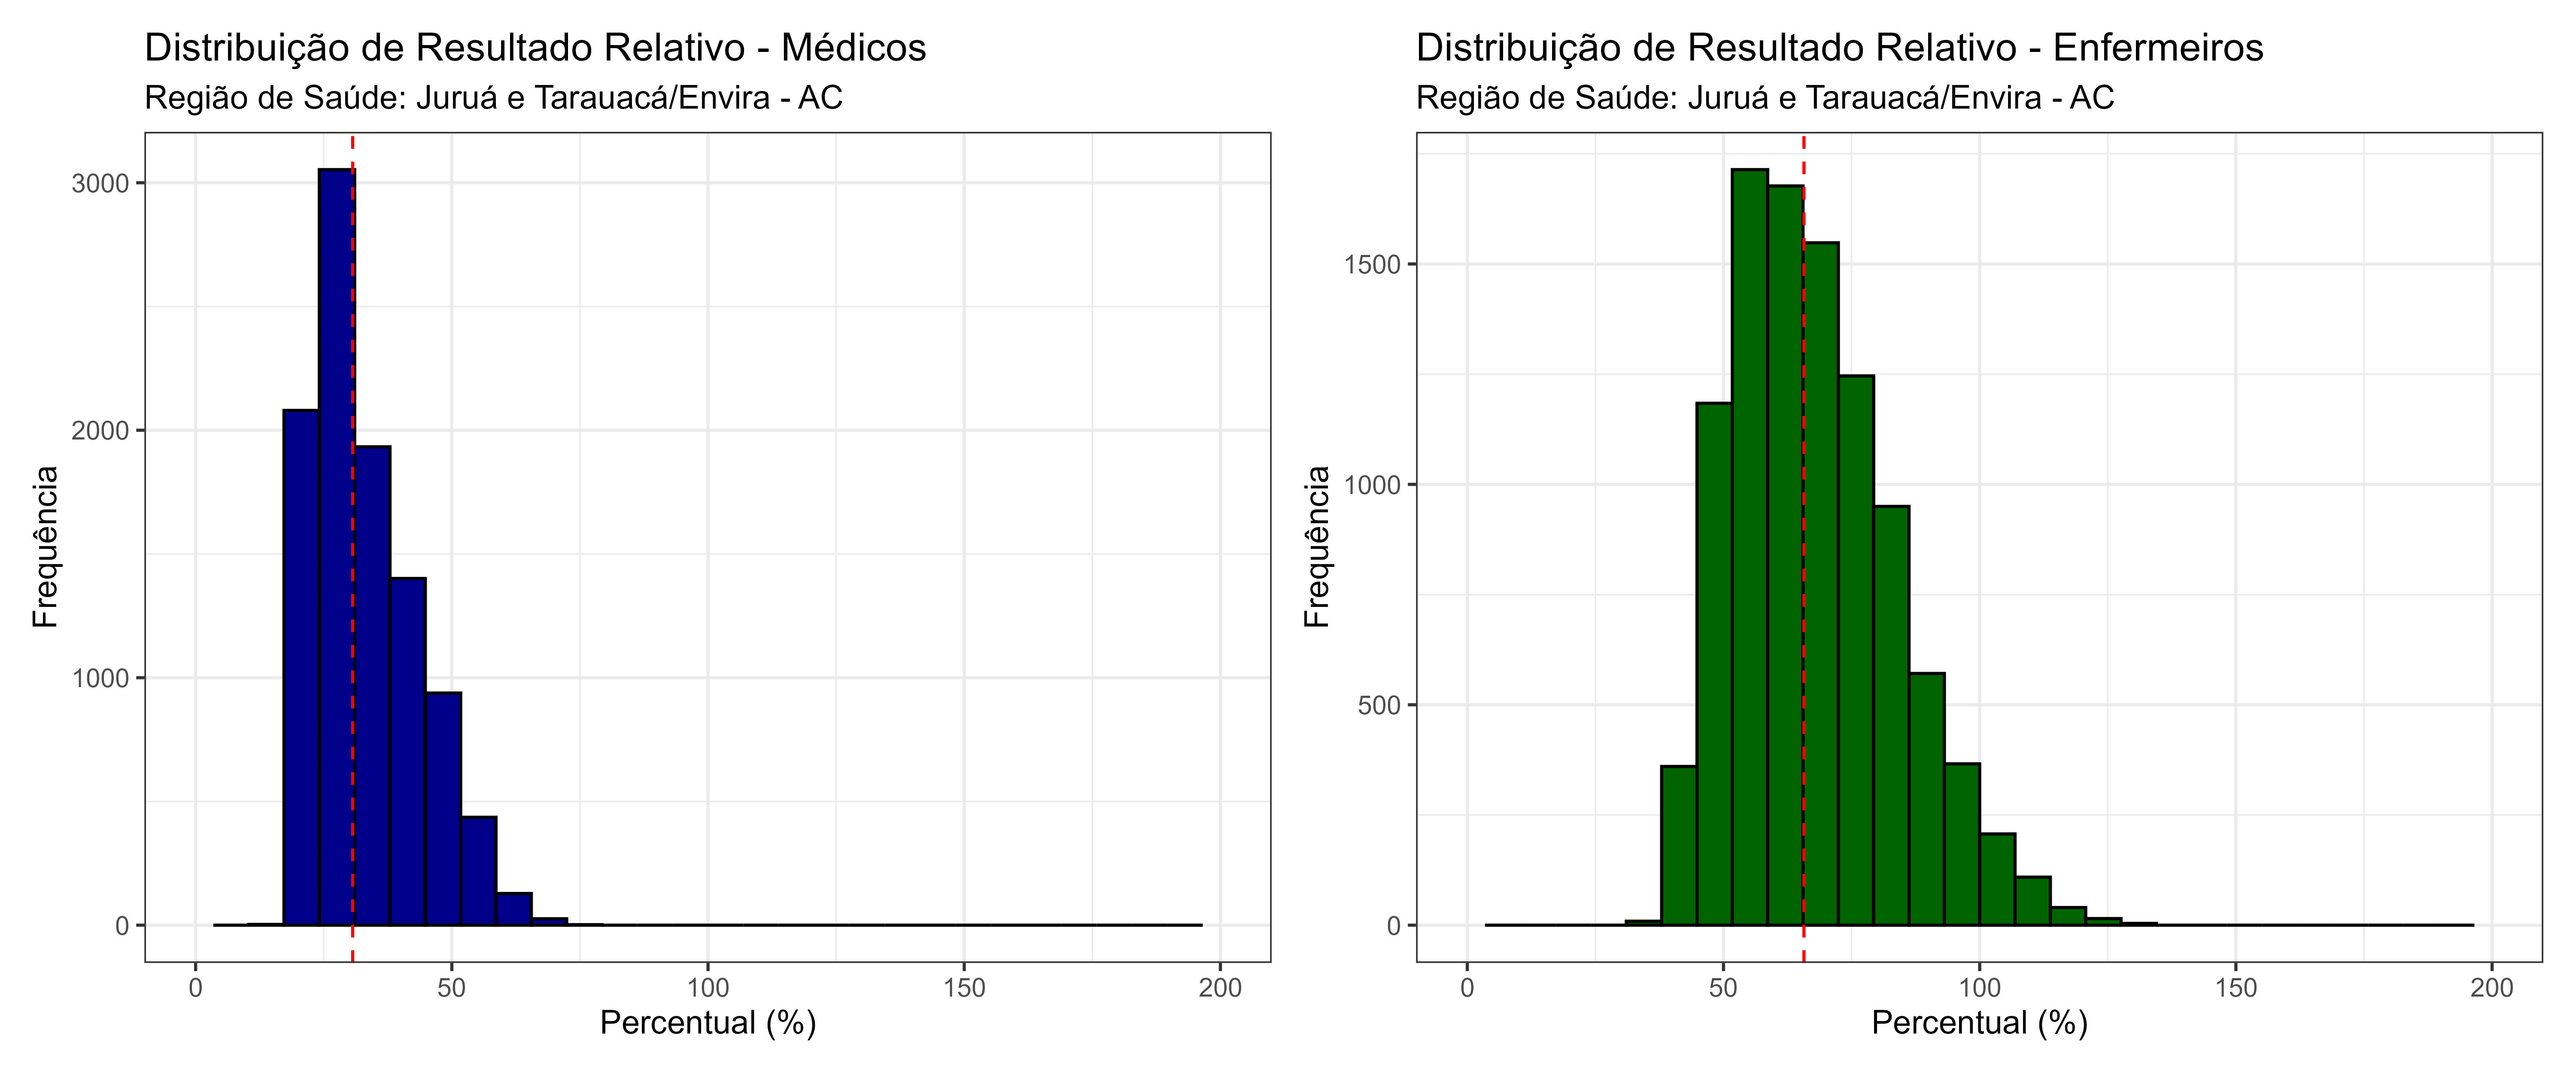 Distribuição de Resultado Relativo - Médicos
Região de Saúde: Juruá e Tarauacá/Envira - AC
3000
2000
1000
0
Frequência
0 50 100 150 200
Percentual (%)
Distribuição de Resultado Relativo - Enfermeiros
Região de Saúde: Juruá e Tarauacá/Envira - AC
1500
1000
500
0
Frequência
0 50 100 150 200
Percentual (%)